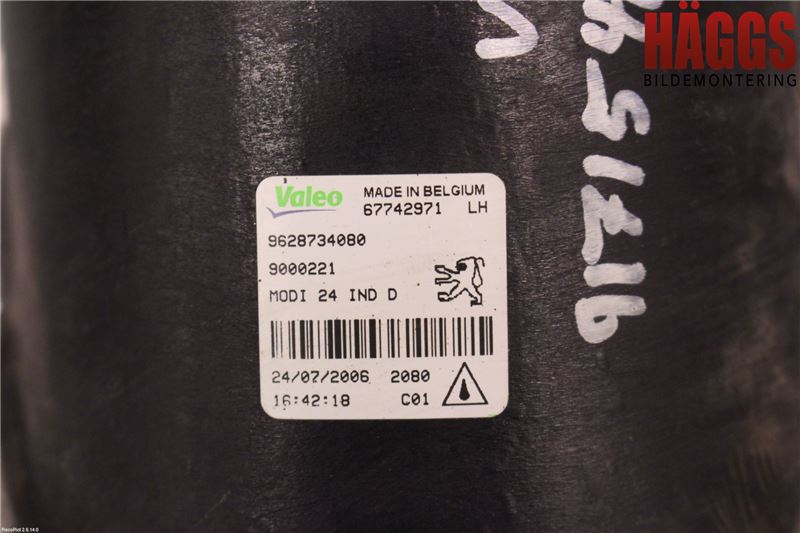 HÄGGS
BILDEMONTERING
Valeo
MADE IN BELGIUM
67742971 LH
9628734080
9000221
MODI 24 IND D
24/07/2006 2080
16:42:18 C01